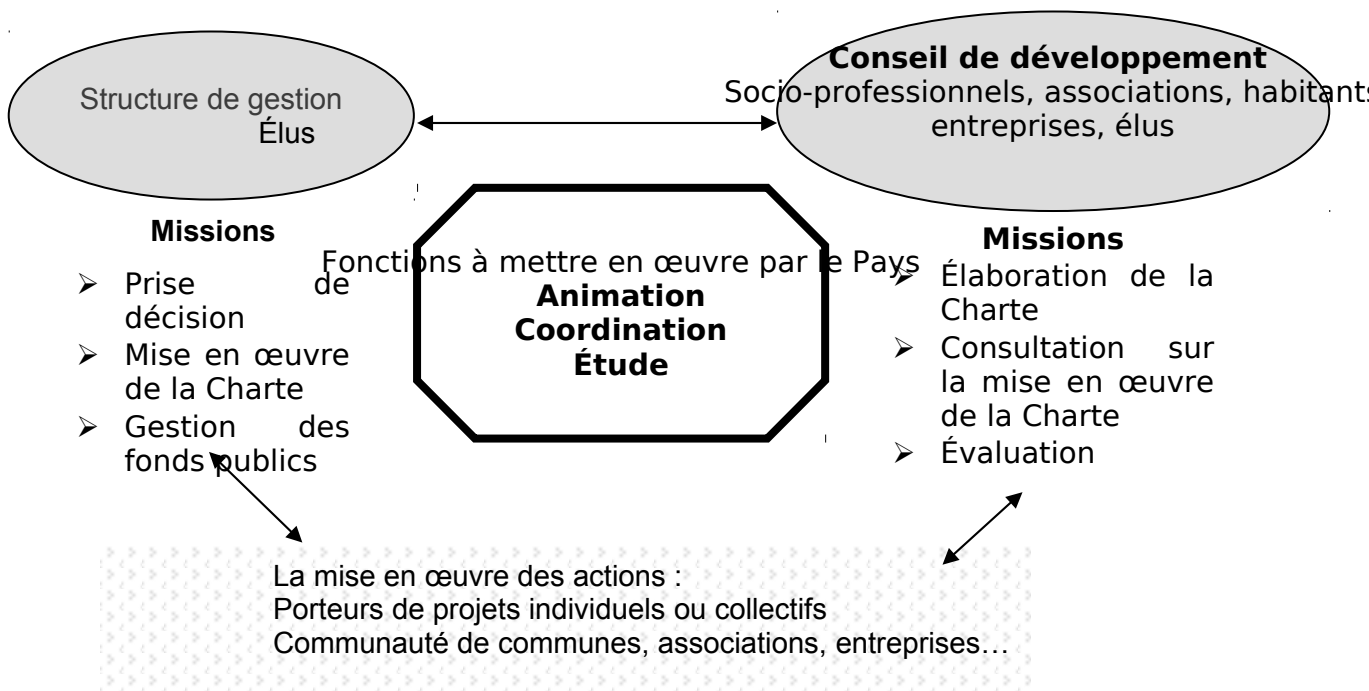 Structure de gestion
Élus
Conseil de développement
Socio-professionnels, associations, habitants
entreprises, élus
Missions
➢ Prise de
décision
➢ Mise en œuvre
de la Charte
➢ Gestion des
fonds publics
Fonctions à mettre en œuvre par le Pays
Animation
Coordination
Étude
Missions
➢ Élaboration de la
Charte
➢ Consultation sur
la mise en œuvre
de la Charte
➢ Évaluation
La mise en œuvre des actions :
Porteurs de projets individuels ou collectifs
Communauté de communes, associations, entreprises…